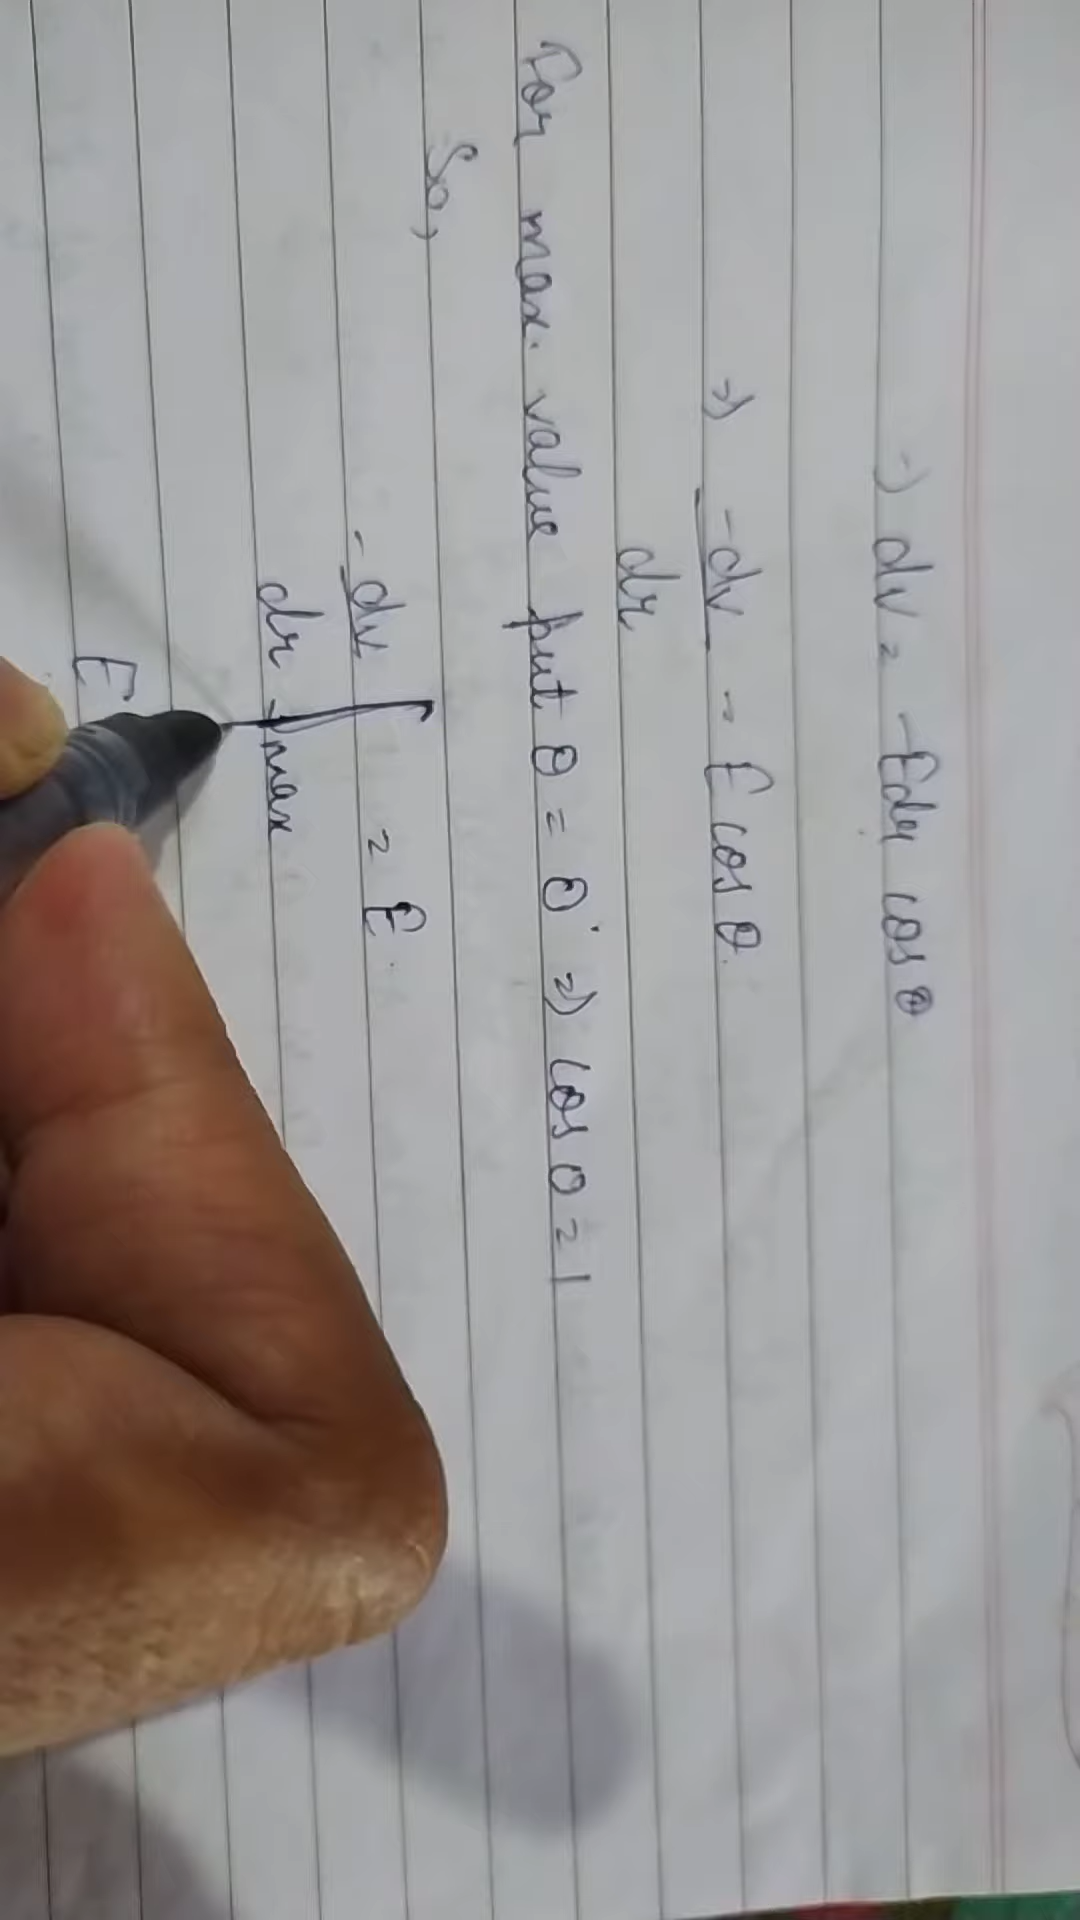 ⇒ dv = -Edr cos θ
⇒ -dv/dr = E cos θ.
For max. value put θ = 0° ⇒ cos θ = 1
So,
-dv/dr]max = E
E